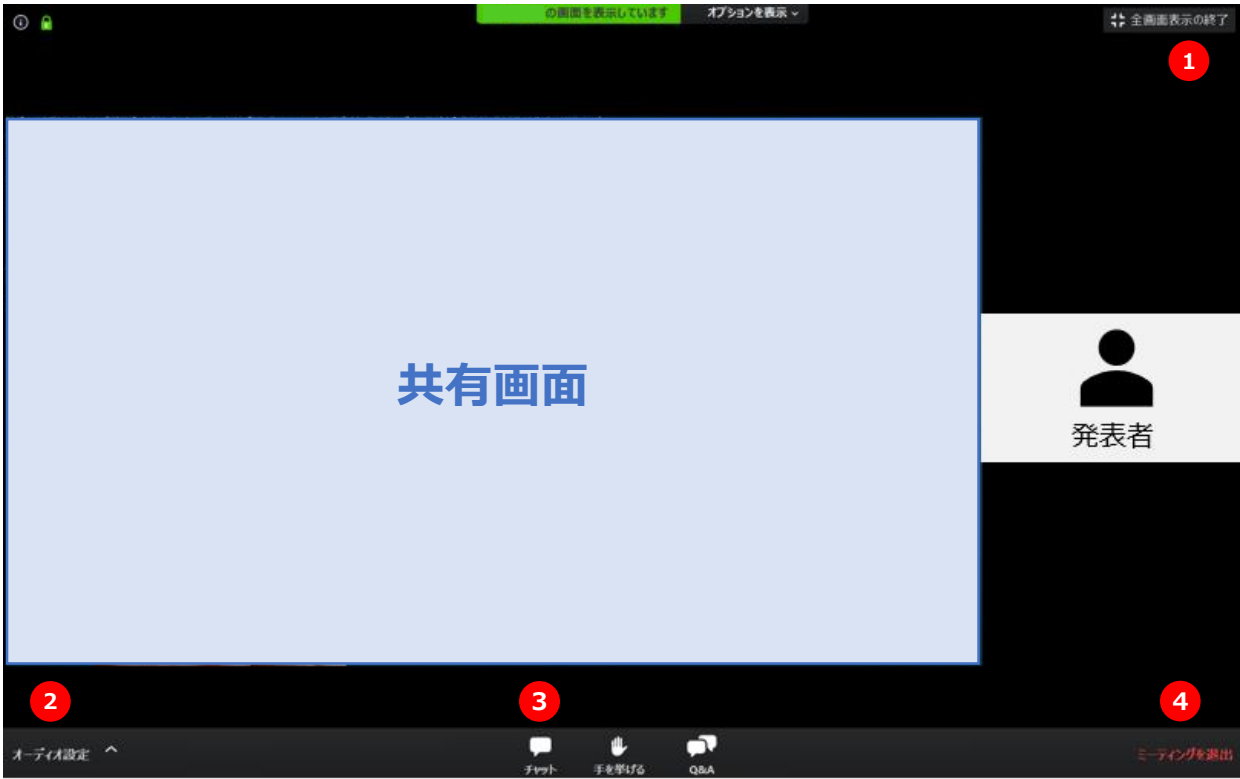 の画面を表示しています オプションを表示
全画面表示の終了
1
共有画面
発表者
2
3
4
オーディオ設定
チャット
手を挙げる
Q&A
ミーティングを退出